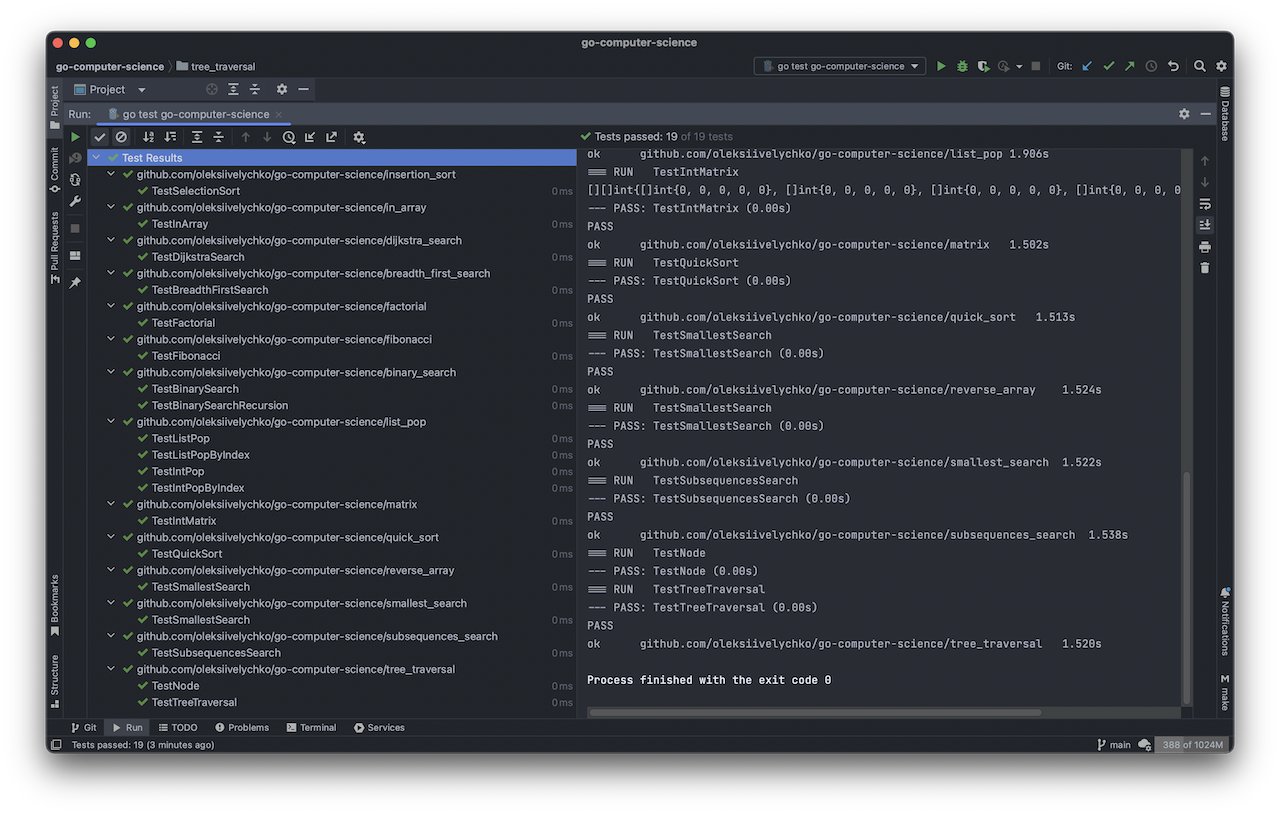 go-computer-science
go-computer-science
tree_traversal
go test go-computer-science
Git:
Project
Run:
go test go-computer-science
Tests passed: 19 of 19 tests
Test Results
github.com/oleksiivelychko/go-computer-science/insertion_sort
TestSelectionSort 0 ms
github.com/oleksiivelychko/go-computer-science/in_array
TestInArray 0 ms
github.com/oleksiivelychko/go-computer-science/dijkstra_search
TestDijkstraSearch 0 ms
github.com/oleksiivelychko/go-computer-science/breadth_first_search
TestBreadthFirstSearch 0 ms
github.com/oleksiivelychko/go-computer-science/factorial
TestFactorial 0 ms
github.com/oleksiivelychko/go-computer-science/fibonacci
TestFibonacci 0 ms
github.com/oleksiivelychko/go-computer-science/binary_search
TestBinarySearch 0 ms
TestBinarySearchRecursion 0 ms
github.com/oleksiivelychko/go-computer-science/list_pop
TestListPop 0 ms
TestListPopByIndex 0 ms
TestIntPop 0 ms
TestIntPopByIndex 0 ms
github.com/oleksiivelychko/go-computer-science/matrix
TestIntMatrix 0 ms
github.com/oleksiivelychko/go-computer-science/quick_sort
TestQuickSort 0 ms
github.com/oleksiivelychko/go-computer-science/reverse_array
TestSmallestSearch 0 ms
github.com/oleksiivelychko/go-computer-science/smallest_search
TestSmallestSearch 0 ms
github.com/oleksiivelychko/go-computer-science/subsequences_search
TestSubsequencesSearch 0 ms
github.com/oleksiivelychko/go-computer-science/tree_traversal
TestNode 0 ms
TestTreeTraversal 0 ms
ok github.com/oleksiivelychko/go-computer-science/list_pop 1.906s
=== RUN TestIntMatrix
[][]int{[]int{0, 0, 0, 0, 0}, []int{0, 0, 0, 0, 0}, []int{0, 0, 0, 0, 0}, []int{0, 0, 0, 0
--- PASS: TestIntMatrix (0.00s)
PASS
ok github.com/oleksiivelychko/go-computer-science/matrix 1.502s
=== RUN TestQuickSort
--- PASS: TestQuickSort (0.00s)
PASS
ok github.com/oleksiivelychko/go-computer-science/quick_sort 1.513s
=== RUN TestSmallestSearch
--- PASS: TestSmallestSearch (0.00s)
PASS
ok github.com/oleksiivelychko/go-computer-science/reverse_array 1.524s
=== RUN TestSmallestSearch
--- PASS: TestSmallestSearch (0.00s)
PASS
ok github.com/oleksiivelychko/go-computer-science/smallest_search 1.522s
=== RUN TestSubsequencesSearch
--- PASS: TestSubsequencesSearch (0.00s)
PASS
ok github.com/oleksiivelychko/go-computer-science/subsequences_search 1.538s
=== RUN TestNode
--- PASS: TestNode (0.00s)
=== RUN TestTreeTraversal
--- PASS: TestTreeTraversal (0.00s)
PASS
ok github.com/oleksiivelychko/go-computer-science/tree_traversal 1.520s
Process finished with the exit code 0
Project
Commit
Pull Requests
Bookmarks
Structure
Database
Notifications
M make
Git
Run
TODO
Problems
Terminal
Services
Tests passed: 19 (3 minutes ago)
main
388 of 1024M